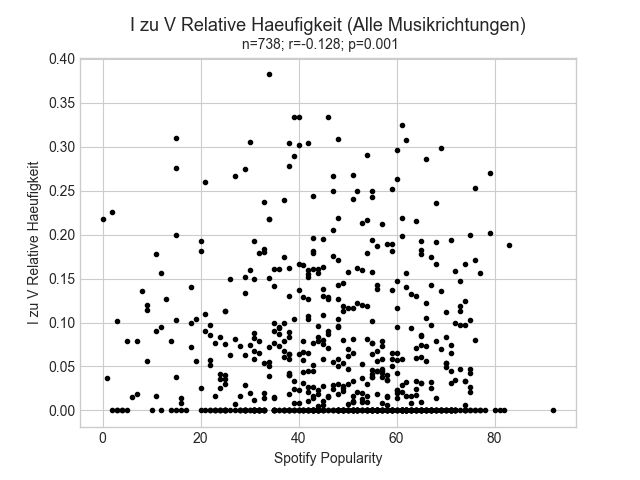 I zu V Relative Haeufigkeit (Alle Musikrichtungen)
n=738; r=-0.128; p=0.001
0.40
0.35
0.30
0.25
0.20
0.15
0.10
0.05
0.00
I zu V Relative Haeufigkeit
0 20 40 60 80
Spotify Popularity